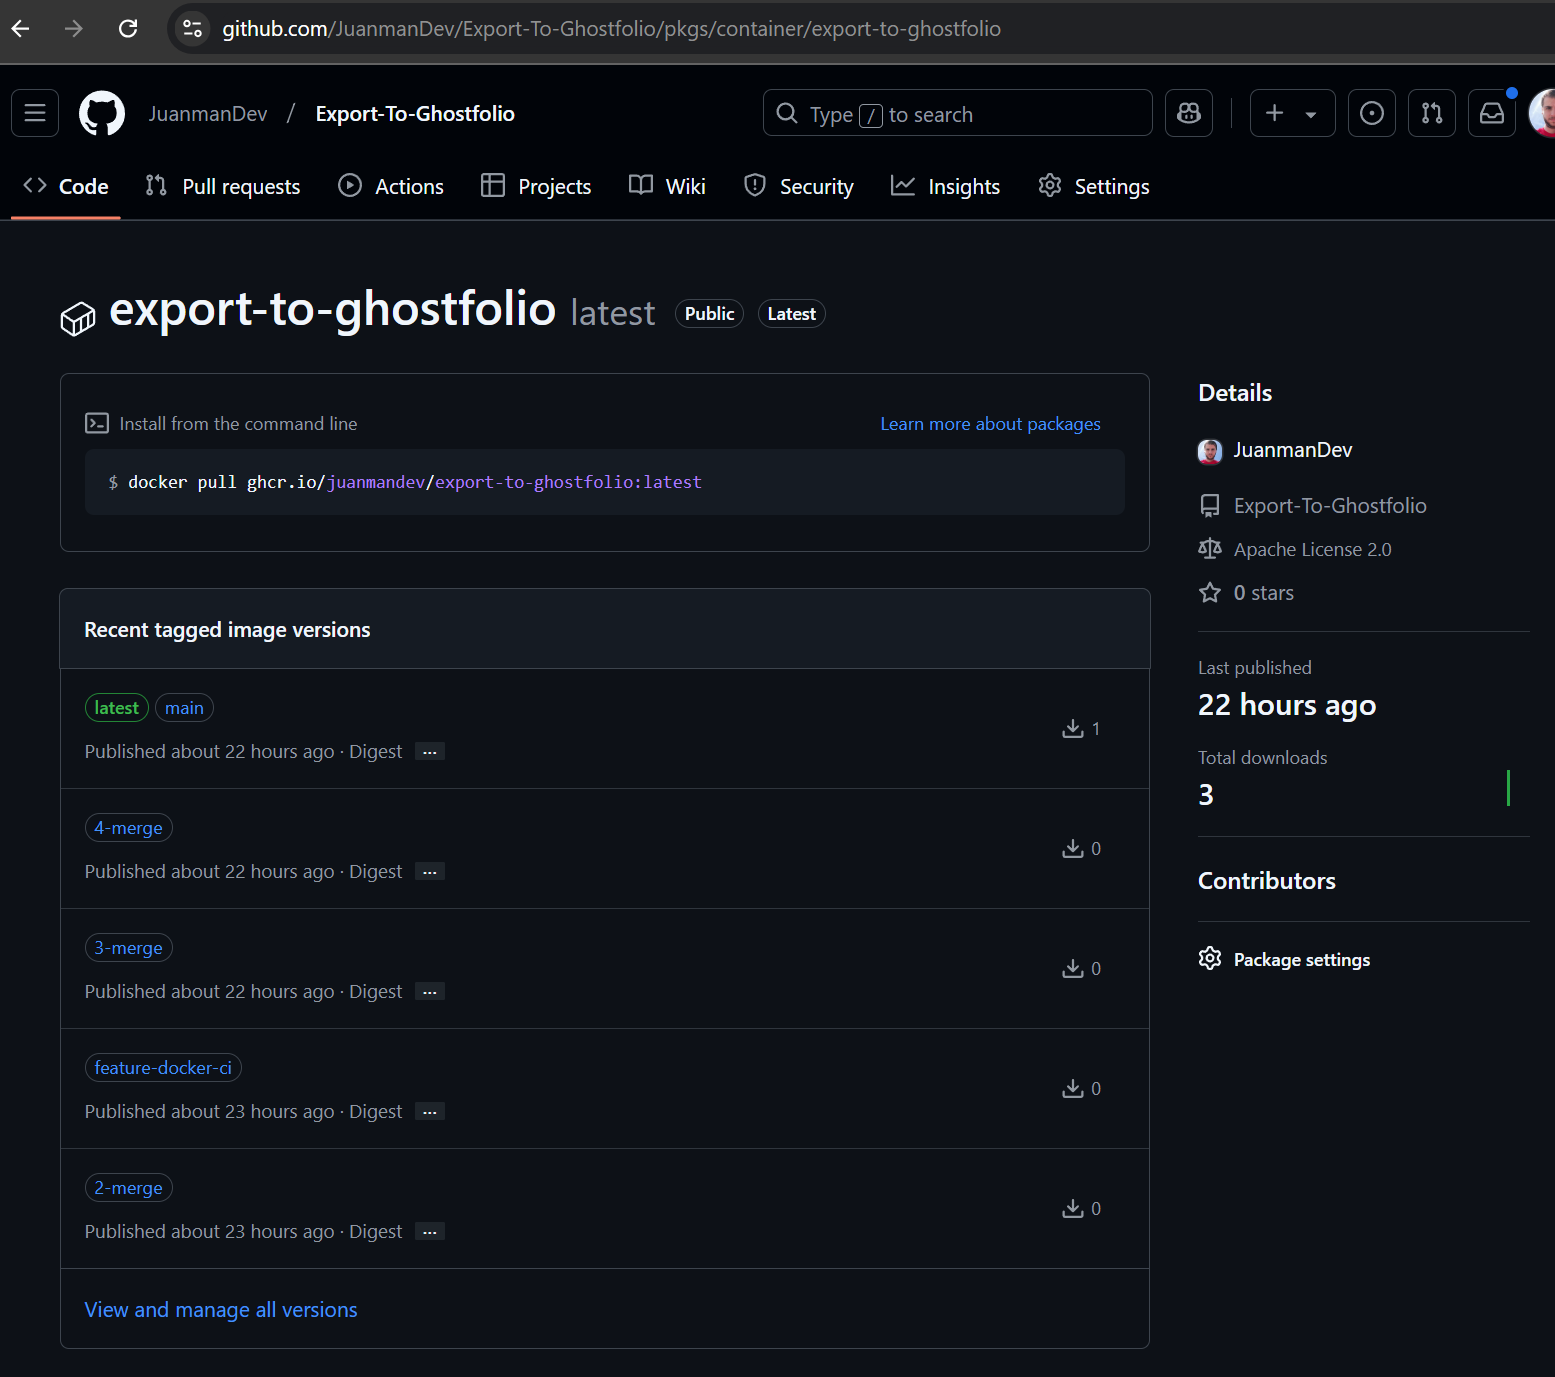 github.com/JuanmanDev/Export-To-Ghostfolio/pkgs/container/export-to-ghostfolio
JuanmanDev / Export-To-Ghostfolio
Type / to search
Code Pull requests Actions Projects Wiki Security Insights Settings
export-to-ghostfolio latest Public Latest
Install from the command line
Learn more about packages
$ docker pull ghcr.io/juanmandev/export-to-ghostfolio:latest
Recent tagged image versions
latest main
Published about 22 hours ago · Digest ...
1
4-merge
Published about 22 hours ago · Digest ...
0
3-merge
Published about 22 hours ago · Digest ...
0
feature-docker-ci
Published about 23 hours ago · Digest ...
0
2-merge
Published about 23 hours ago · Digest ...
0
View and manage all versions
Details
JuanmanDev
Export-To-Ghostfolio
Apache License 2.0
0 stars
Last published
22 hours ago
Total downloads
3
Contributors
Package settings